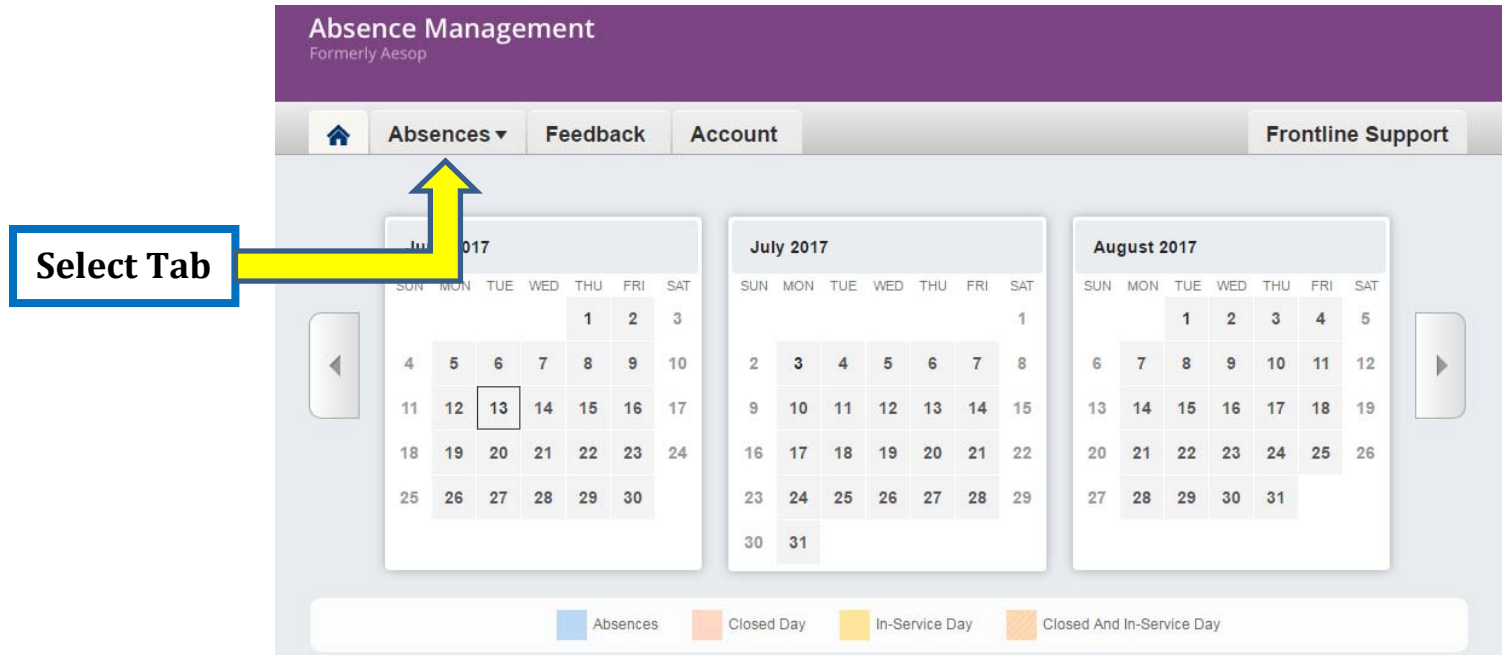 Absence Management
Formerly Aesop
Absences ▾ Feedback Account Frontline Support
Select Tab
July 2017
August 2017
SUN MON TUE WED THU FRI SAT
1 2 3
4 5 6 7 8 9 10
11 12 13 14 15 16 17
18 19 20 21 22 23 24
25 26 27 28 29 30
SUN MON TUE WED THU FRI SAT
1
2 3 4 5 6 7 8
9 10 11 12 13 14 15
16 17 18 19 20 21 22
23 24 25 26 27 28 29
30 31
SUN MON TUE WED THU FRI SAT
1 2 3 4 5
6 7 8 9 10 11 12
13 14 15 16 17 18 19
20 21 22 23 24 25 26
27 28 29 30 31
Absences Closed Day In-Service Day Closed And In-Service Day